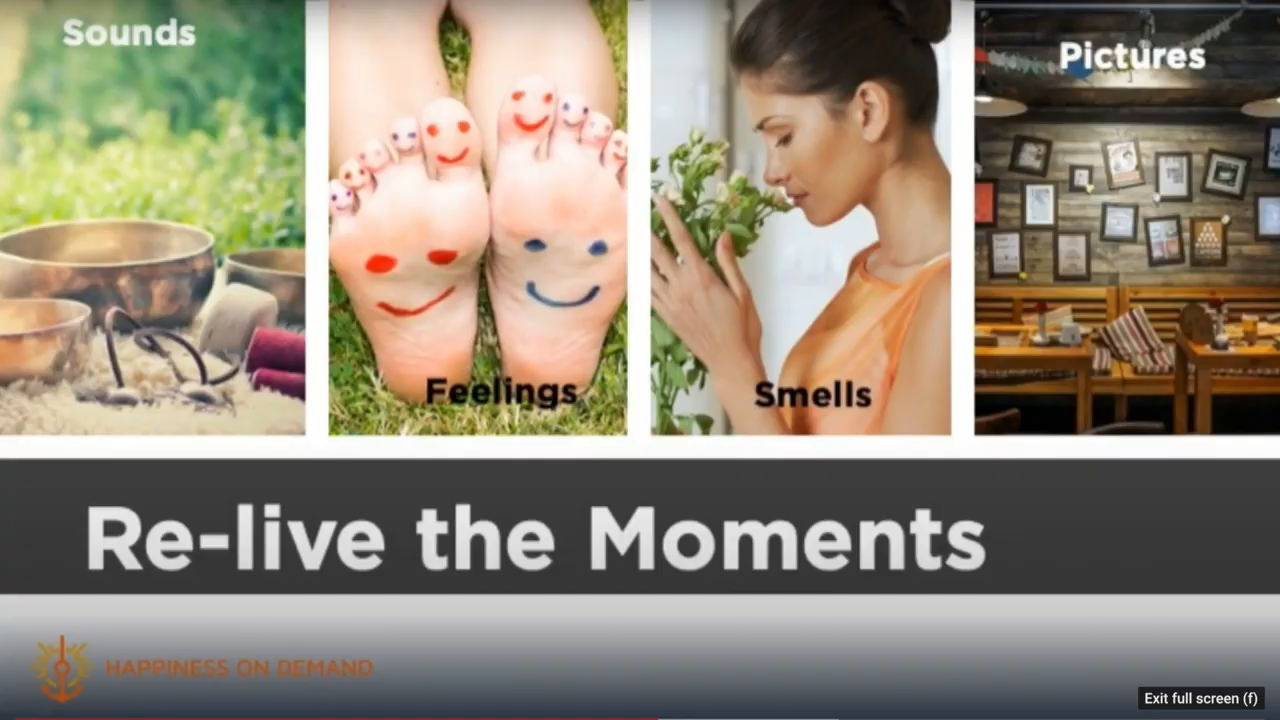 Sounds
Feelings
Smells
Pictures
Re-live the Moments
HAPPINESS ON DEMAND
Exit full screen (f)